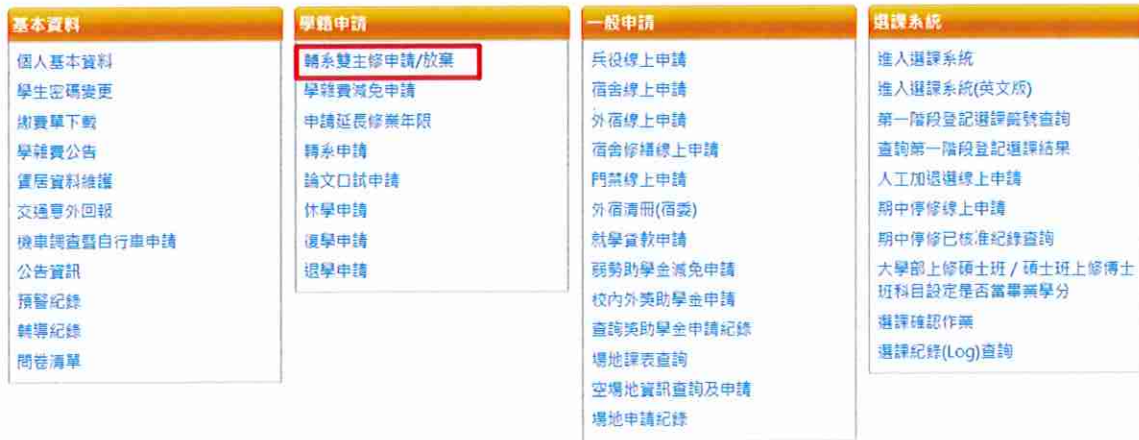 基本資料
個人基本資料
學生密碼變更
繳費單下載
學雜費公告
賃居資料維護
交通意外回報
機車調查暨自行車申請
公告資訊
預警紀錄
輔導紀錄
問卷清單
學籍申請
輔系雙主修申請/放棄
學雜費減免申請
申請延長修業年限
轉系申請
論文口試申請
休學申請
復學申請
退學申請
一般申請
兵役線上申請
宿舍線上申請
外宿線上申請
宿舍修繕線上申請
門禁線上申請
外宿清冊(宿委)
就學貸款申請
弱勢助學金減免申請
校內外獎助學金申請
查詢獎助學金申請紀錄
場地課表查詢
空場地資訊查詢及申請
場地申請紀錄
選課系統
進入選課系統
進入選課系統(英文版)
第一階段登記選課籤號查詢
查詢第一階段登記選課結果
人工加退選線上申請
期中停修線上申請
期中停修已核准紀錄查詢
大學部上修碩士班 / 碩士班上修博士
班科目設定是否當畢業學分
選課確認作業
選課紀錄(Log)查詢